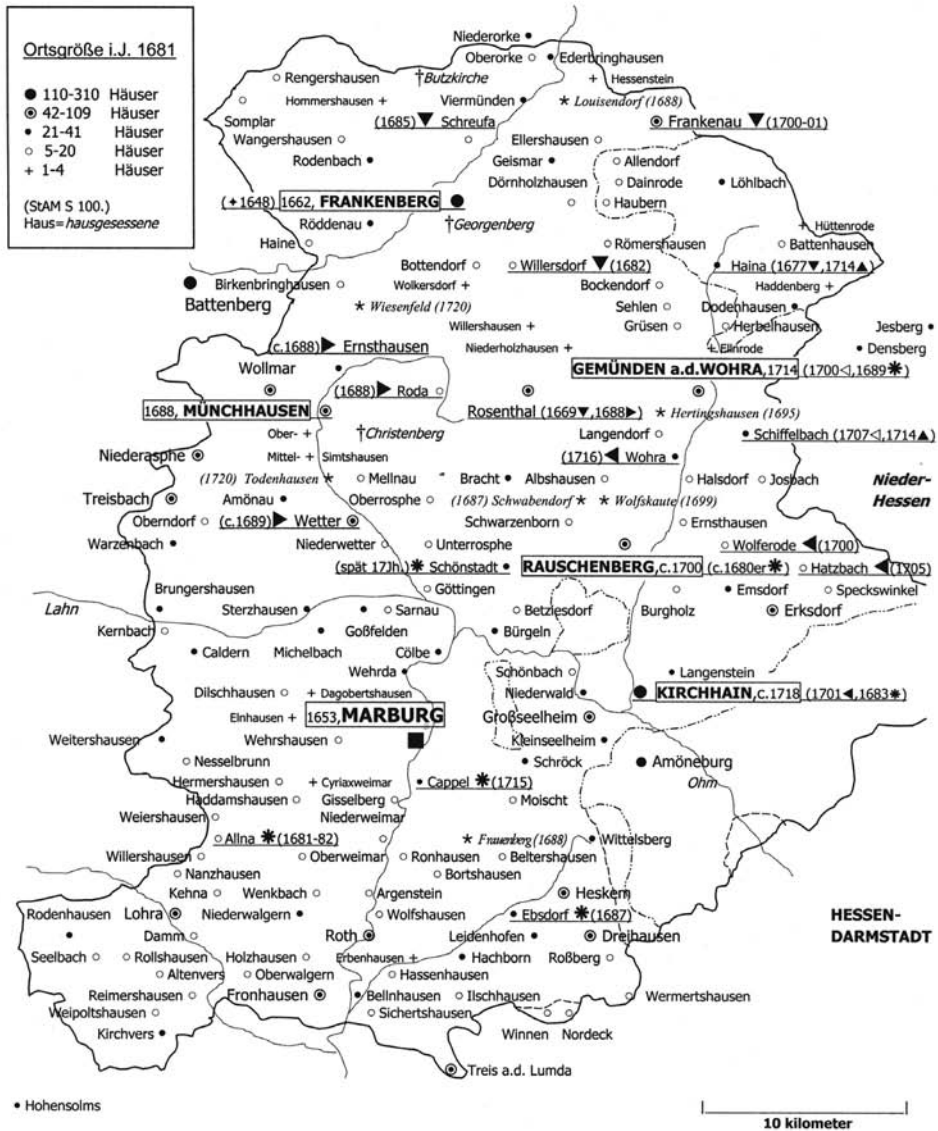 Ortsgröße i.J. 1681
● 110-310 Häuser
◉ 42-109 Häuser
• 21-41 Häuser
○ 5-20 Häuser
+ 1-4 Häuser
(StAM S 100.)
Haus=hausgesessene
Niederorke •
Oberorke ○ • Ederbringhausen
○ Rengershausen †Butzkirche + Hessenstein
Hommershausen + Viermünden • * Louisendorf (1688)
Somplar (1685) ▼ Schreufa ◉ Frankenau ▼ (1700-01)
Wangershausen ○ Ellershausen
Rodenbach • Geismar • ○ Allendorf
Dörnholzhausen ○ Dainrode • Löhlbach
(+1648) 1662, FRANKENBERG ● ○ Haubern
Röddenau • †Georgenberg + Hüttenrode
Haine ○ ○ Römershausen ○ Battenhausen
Bottendorf ○ ○ Willersdorf ▼ (1682) • Haina (1677▼,1714▲)
● Birkenbringhausen ○ Wolkersdorf + Bockendorf ○ Haddenberg +
Battenberg * Wiesenfeld (1720) Sehlen ○ Dodenhausen •
Willershausen + Grüsen ○ ○ Herbelhausen Jesberg •
(c.1688) ▶ Ernsthausen Niederholzhausen + + Ellnrode • Densberg
Wollmar • GEMÜNDEN a.d.WOHRA,1714 (1700◁,1689✱)
(1688) ▶ Roda ○
1688, MÜNCHHAUSEN ◉ Rosenthal (1669▼,1688▶) * Hertingshausen (1695)
Ober- + †Christenberg Langendorf ○ • Schiffelbach (1707◁,1714▲)
Niederasphe ◉ Mittel- + Simtshausen (1716) ◀ Wohra •
(1720) Todenhausen * ○ Mellnau Bracht • Albshausen ○ ○ Halsdorf ○ Josbach Nieder-
Hessen
Treisbach ◉ Amönau • Oberrosphe ○ (1687) Schwabendorf * * Wolfskaute (1699)
Oberndorf ○ (c.1689) ▶ Wetter ◉ Schwarzenborn ○ ○ Ernsthausen
Warzenbach • Niederwetter ○ ○ Unterrosphe ◉ ○ Wolferode ◀ (1700)
(spät 17Jh.) ✱ Schönstadt • RAUSCHENBERG, c.1700 (c.1680er ✱) ○ Hatzbach ◀ (1705)
Brungershausen ○ Göttingen ○ • Emsdorf ○ Speckswinkel
Lahn • Sterzhausen • • ○ Sarnau ○ Betziesdorf Burgholz ◉ Erksdorf
Kernbach ○ • Goßfelden • Bürgeln
• Caldern Michelbach Cölbe •
Wehrda • Schönbach ○ • Langenstein
Dilschhausen ○ + Dagobertshausen Niederwald • ● KIRCHHAIN, c.1718 (1701◀,1683✱)
Elnhausen + 1653, MARBURG Großseelheim ◉
Weitershausen • Wehrshausen ○ ■ Kleinseelheim •
○ Nesselbrunn • Schröck ● Amöneburg
Hermershausen ○ + Cyriaxweimar • Cappel ✱ (1715) Ohm
Haddamshausen ○ Gisselberg ○ ○ Moischt
Weiershausen ○ Niederweimar
○ Allna ✱ (1681-82) ○ * Frauenberg (1688) • Wittelsberg
Willershausen ○ ○ Oberweimar ○ Ronhausen ○ Beltershausen
○ Nanzhausen ○ Bortshausen
Kehna ○ Wenkbach ○ ○ Argenstein ◉ Heskem
Rodenhausen Lohra ◉ Niederwalgern • ○ Wolfshausen • Ebsdorf ✱ (1687) HESSEN-
DARMSTADT
• Damm ○ Roth ◉ Leidenhofen • ◉ Dreihausen
Seelbach ○ ○ Rollshausen Holzhausen ○ Erbenhausen + • Hachborn Roßberg ○
○ Altenvers ○ Oberwalgern ○ Hassenhausen
Reimershausen ○ Fronhausen ◉ • Bellnhausen ○ Ilschhausen ○ Wermertshausen
Weipoltshausen ○ ○ Sichertshausen
Kirchvers • Winnen Nordeck
◉ Treis a.d. Lumda
• Hohensolms
10 kilometer